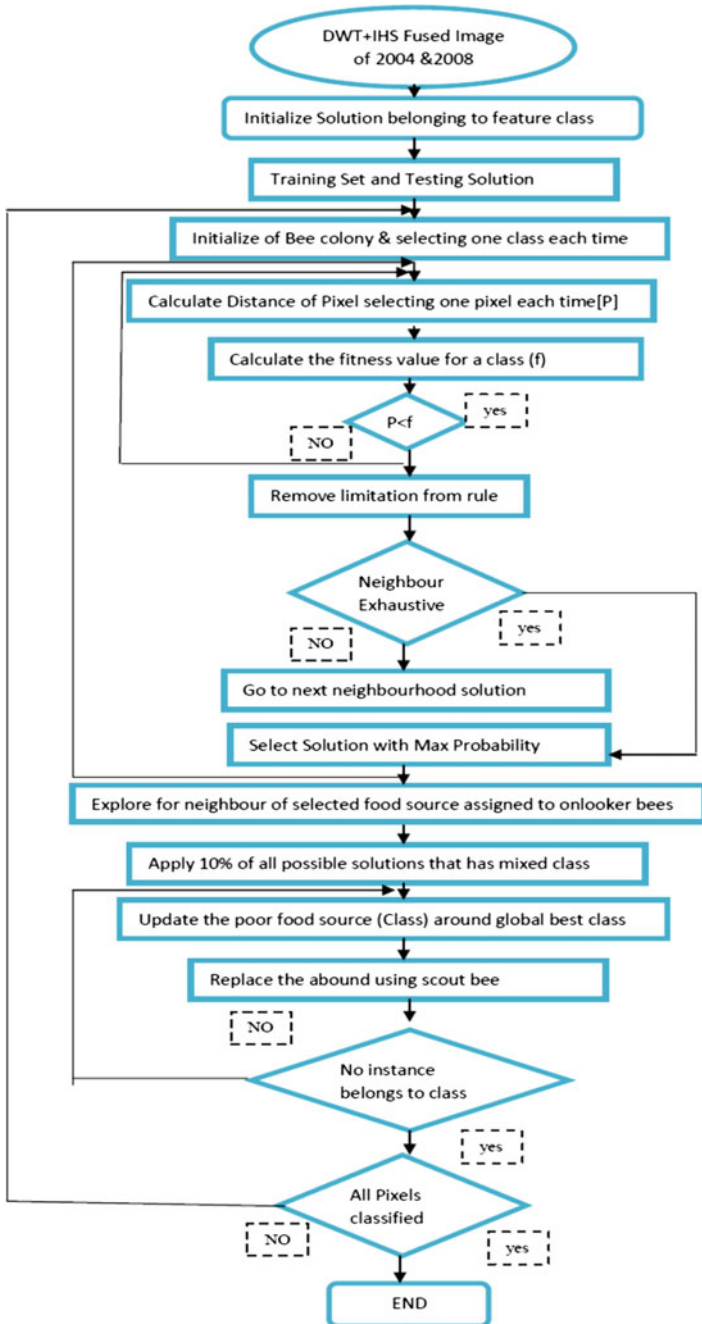 DWT+IHS Fused Image
of 2004 &2008
Initialize Solution belonging to feature class
Training Set and Testing Solution
Initialize of Bee colony & selecting one class each time
Calculate Distance of Pixel selecting one pixel each time[P]
Calculate the fitness value for a class (f)
P<f
yes
NO
Remove limitation from rule
Neighbour
Exhaustive
NO
yes
Go to next neighbourhood solution
Select Solution with Max Probability
Explore for neighbour of selected food source assigned to onlooker bees
Apply 10% of all possible solutions that has mixed class
Update the poor food source (Class) around global best class
Replace the abound using scout bee
NO
No instance
belongs to class
yes
All Pixels
classified
NO
yes
END